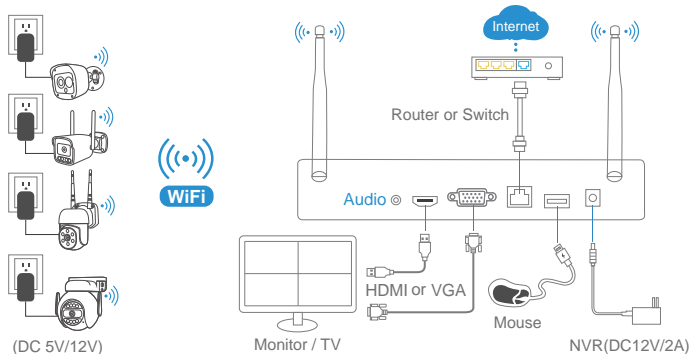 Internet
Router or Switch
WiFi
Audio
HDMI or VGA
Mouse
(DC 5V/12V)
Monitor / TV
NVR(DC12V/2A)